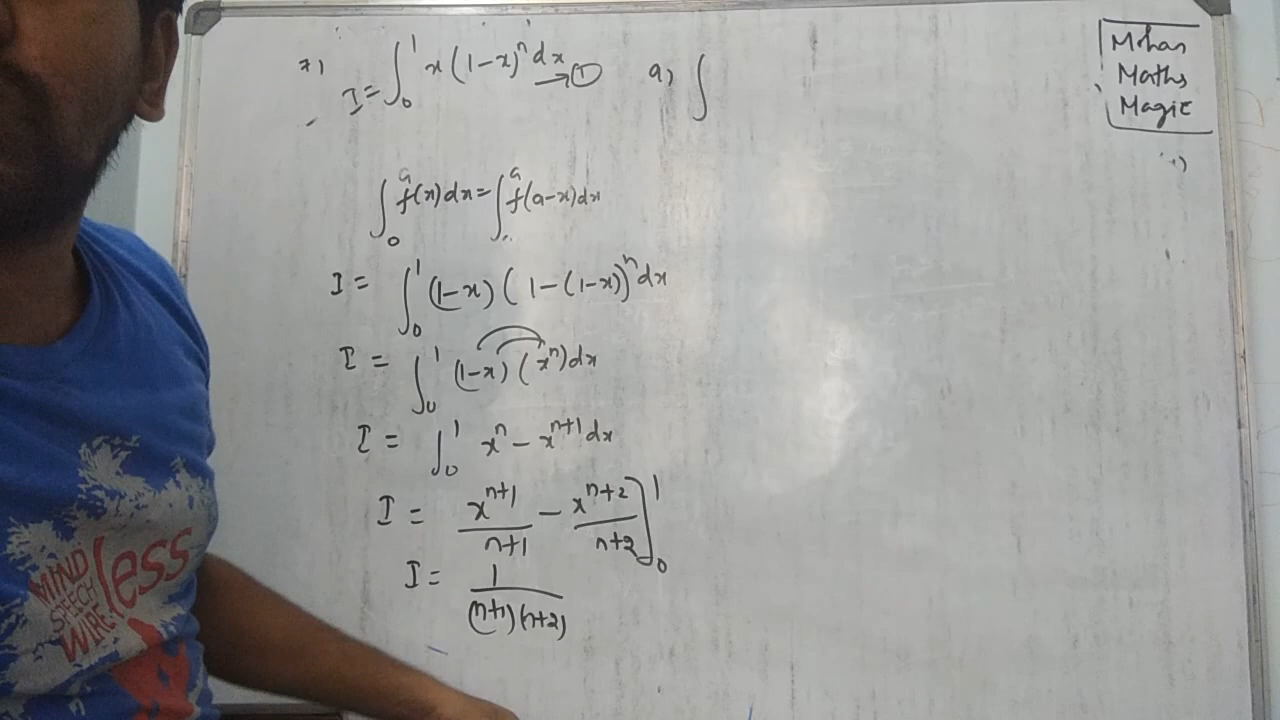 7)
I = ∫₀¹ x(1-x)ⁿ dx → ①
9) ∫
Mohan
Maths
Magic
∫₀ᵃ f(x)dx = ∫ᵃ f(a-x)dx
I = ∫₀¹ (1-x)(1-(1-x))ⁿ dx
I = ∫₀¹ (1-x)(xⁿ)dx
I = ∫₀¹ xⁿ - xⁿ⁺¹ dx
I = xⁿ⁺¹/n+1 - xⁿ⁺²/n+2]₀¹
I = 1/(n+1)(n+2)
MIND
SPEECH
WIRE
less